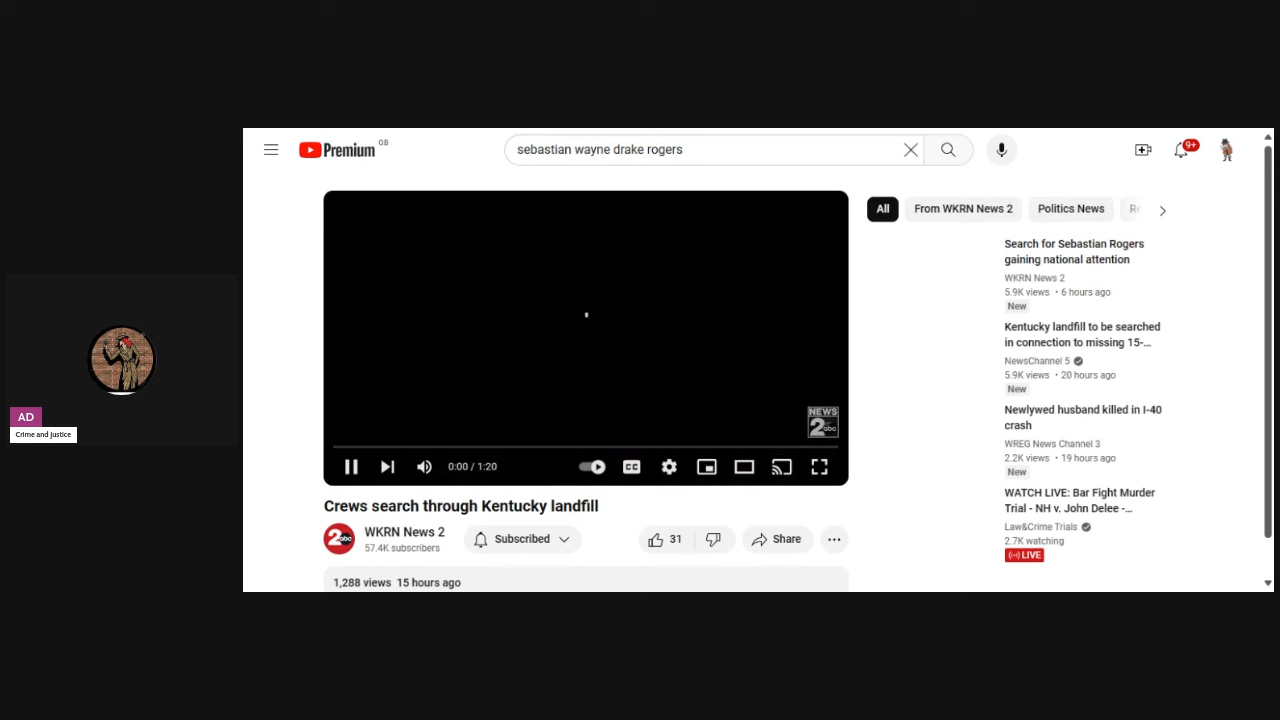 Premium GB
sebastian wayne drake rogers
9+
All
From WKRN News 2
Politics News
Re
Search for Sebastian Rogers
gaining national attention
WKRN News 2
5.9K views • 6 hours ago
New
Kentucky landfill to be searched
in connection to missing 15-...
NewsChannel 5
5.9K views • 20 hours ago
New
Newlywed husband killed in I-40
crash
WREG News Channel 3
2.2K views • 19 hours ago
New
WATCH LIVE: Bar Fight Murder
Trial - NH v. John Delee -...
Law&Crime Trials
2.7K watching
LIVE
NEWS
2 abc
0:00 / 1:20
CC
Crews search through Kentucky landfill
2 abc
WKRN News 2
57.4K subscribers
Subscribed
31
Share
1,288 views 15 hours ago
AD
Crime and Justice